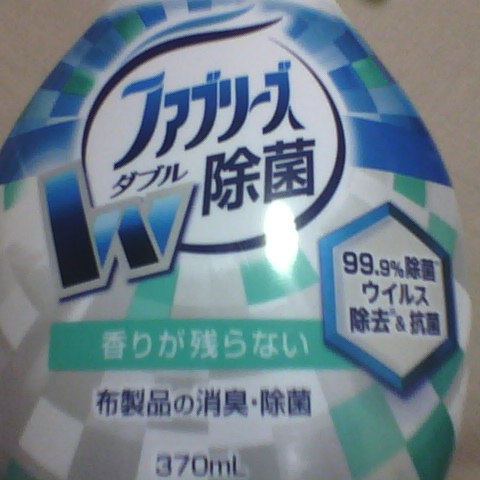 ファブリーズ
ダブル
W除菌
99.9%除菌
ウイルス
除去※&抗菌
香りが残らない
布製品の消臭・除菌
370mL